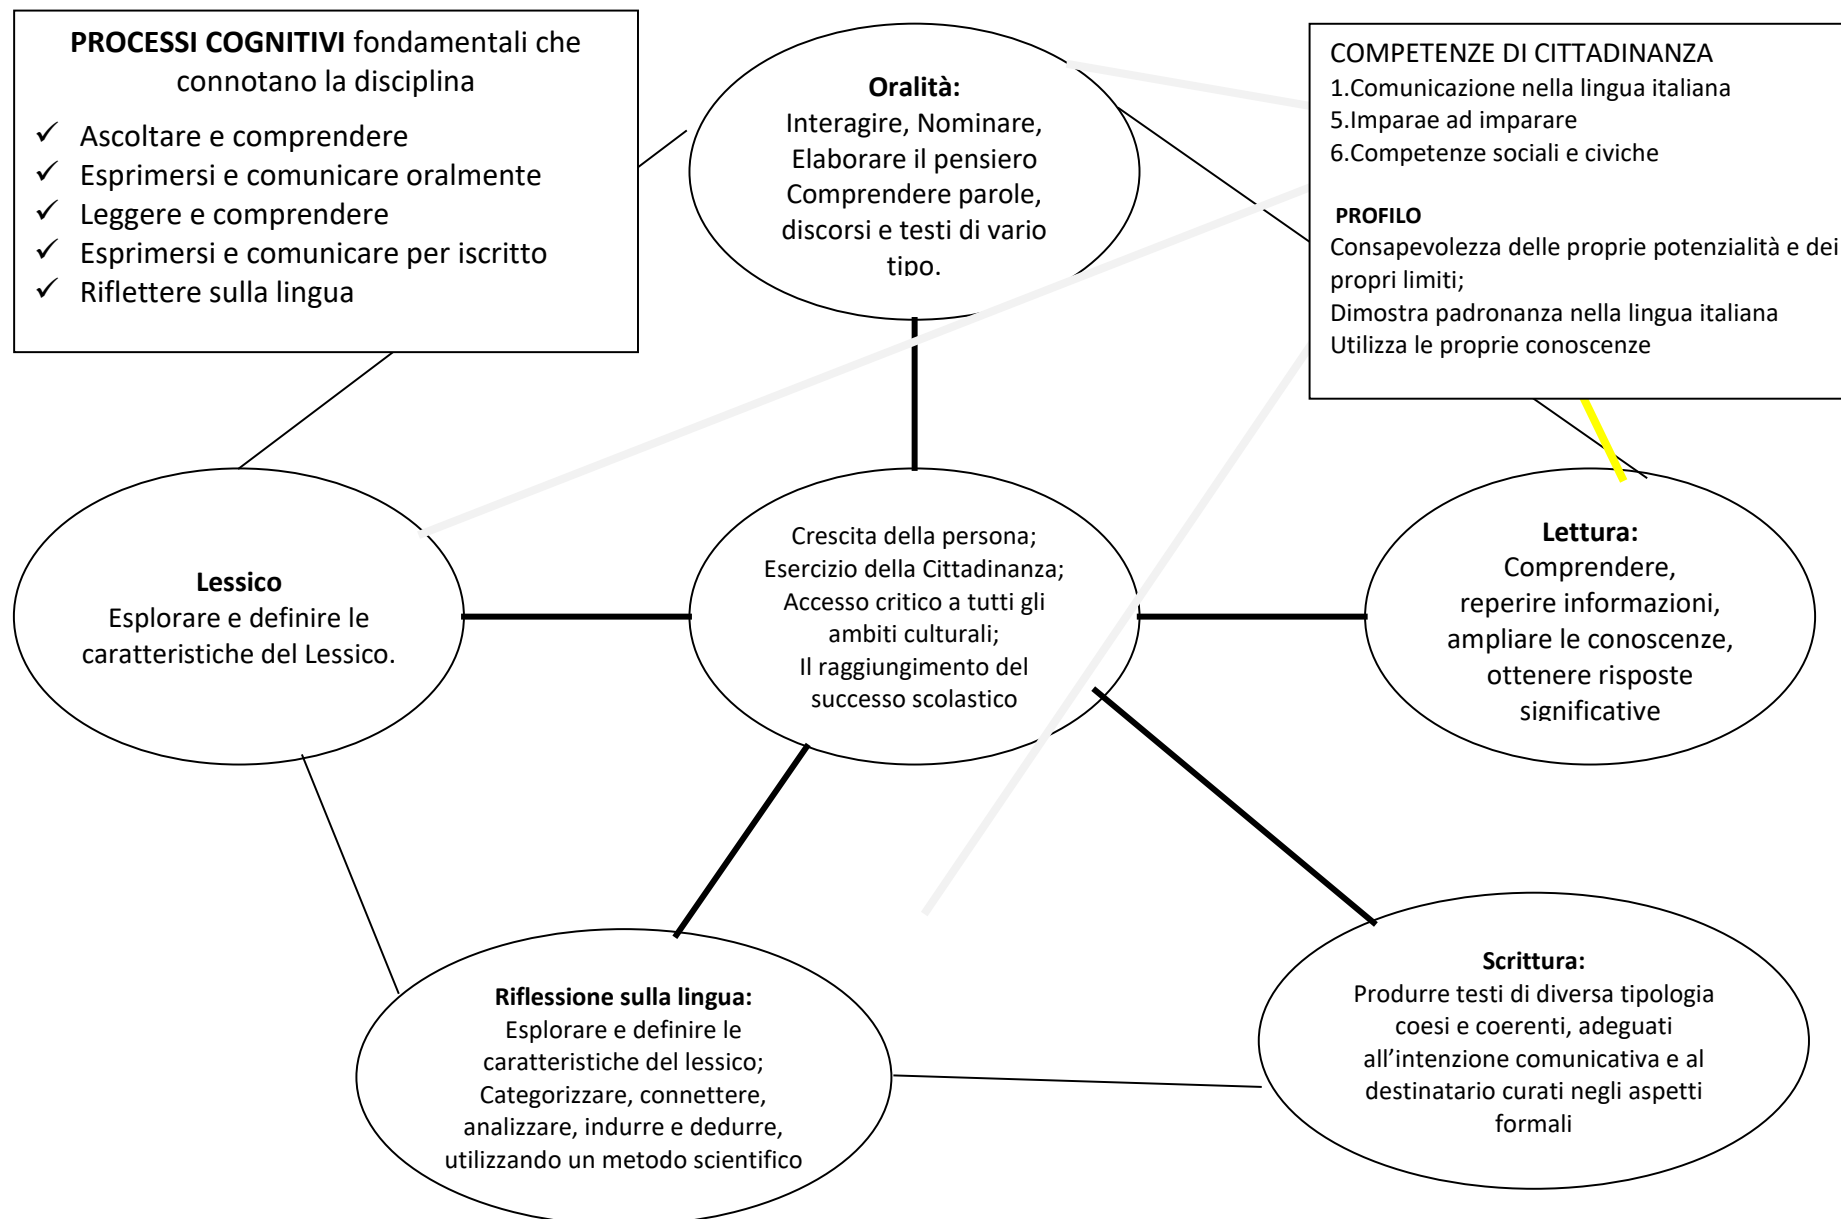 PROCESSI COGNITIVI fondamentali che
connotano la disciplina
✓ Ascoltare e comprendere
✓ Esprimersi e comunicare oralmente
✓ Leggere e comprendere
✓ Esprimersi e comunicare per iscritto
✓ Riflettere sulla lingua
Oralità:
Interagire, Nominare,
Elaborare il pensiero
Comprendere parole,
discorsi e testi di vario
tipo.
COMPETENZE DI CITTADINANZA
1.Comunicazione nella lingua italiana
5.Imparae ad imparare
6.Competenze sociali e civiche
PROFILO
Consapevolezza delle proprie potenzialità e dei
propri limiti;
Dimostra padronanza nella lingua italiana
Utilizza le proprie conoscenze
Lessico
Esplorare e definire le
caratteristiche del Lessico.
Crescita della persona;
Esercizio della Cittadinanza;
Accesso critico a tutti gli
ambiti culturali;
Il raggiungimento del
successo scolastico
Lettura:
Comprendere,
reperire informazioni,
ampliare le conoscenze,
ottenere risposte
significative
Riflessione sulla lingua:
Esplorare e definire le
caratteristiche del lessico;
Categorizzare, connettere,
analizzare, indurre e dedurre,
utilizzando un metodo scientifico
Scrittura:
Produrre testi di diversa tipologia
coesi e coerenti, adeguati
all’intenzione comunicativa e al
destinatario curati negli aspetti
formali